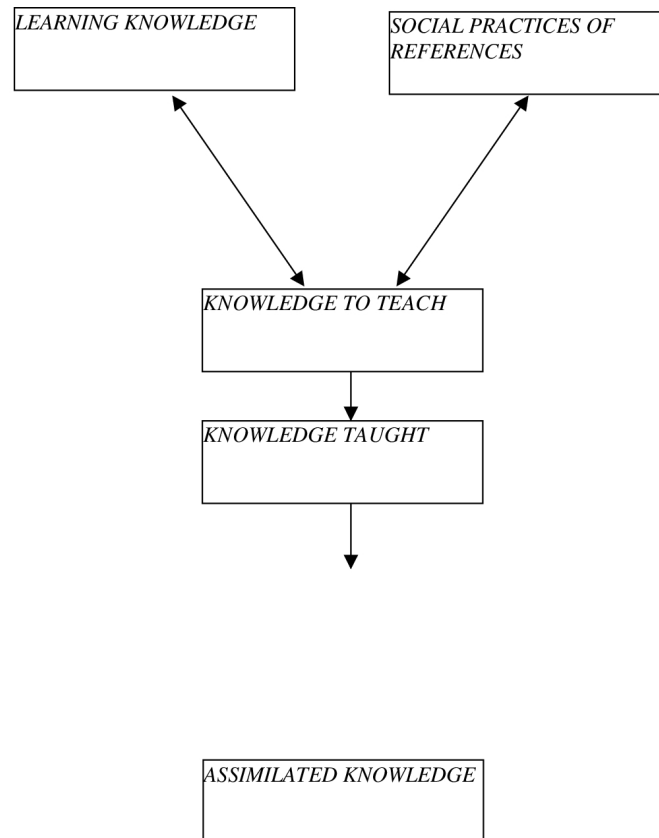 LEARNING KNOWLEDGE
SOCIAL PRACTICES OF
REFERENCES
KNOWLEDGE TO TEACH
KNOWLEDGE TAUGHT
ASSIMILATED KNOWLEDGE